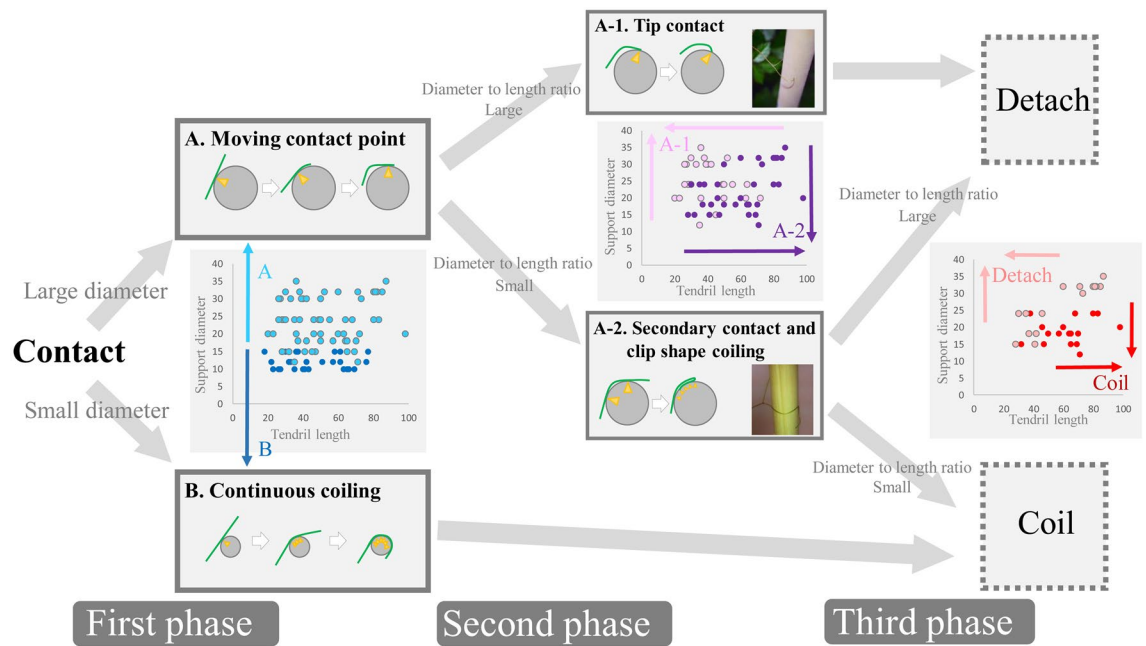 A-1. Tip contact
Diameter to length ratio
Large
Detach
A. Moving contact point
40
35
30
25
20
15
10
5
0
Support diameter
A-1
A-2
0
20
40
60
80
100
Tendril length
Diameter to length ratio
Large
Diameter to length ratio
Small
Large diameter
Contact
Small diameter
40
35
30
25
20
15
10
5
0
Support diameter
A
B
0
20
40
60
80
100
Tendril length
A-2. Secondary contact and
clip shape coiling
40
35
30
25
20
15
10
5
0
Support diameter
Detach
Coil
0
20
40
60
80
100
Tendril length
Diameter to length ratio
Small
B. Continuous coiling
Coil
First phase
Second phase
Third phase